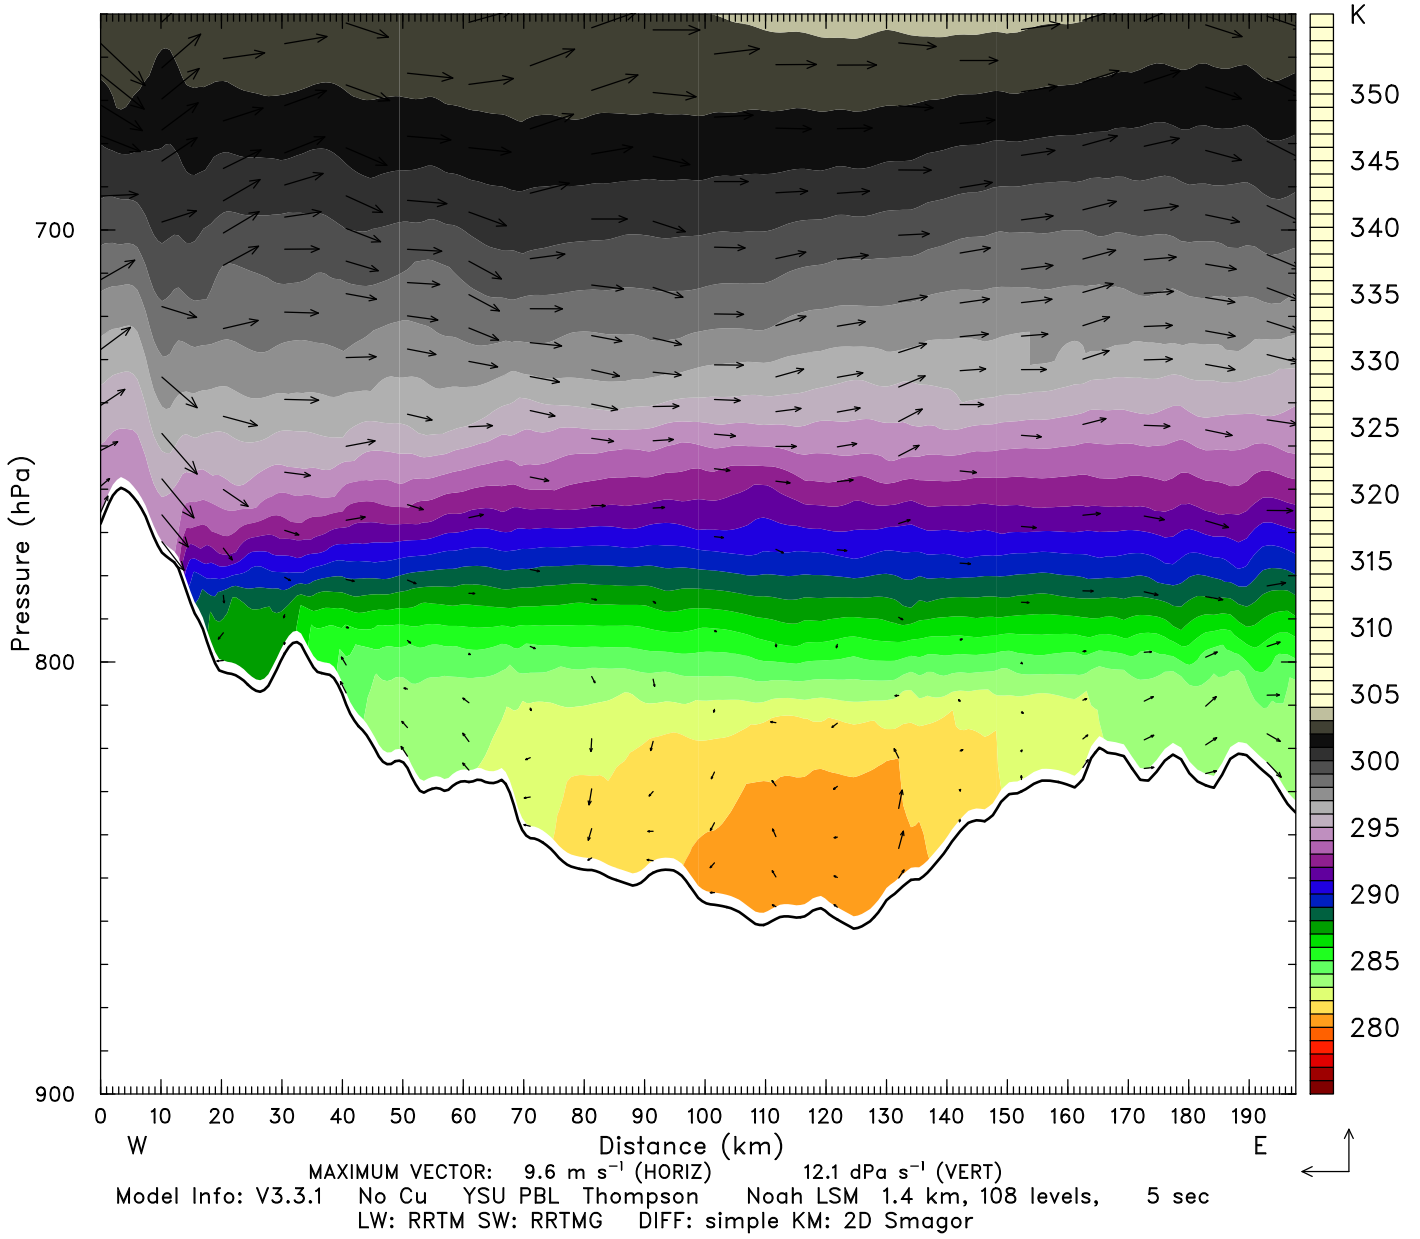 K
350
345
340
335
330
325
320
315
310
305
300
295
290
285
280
700
800
900
Pressure (hPa)
0 10 20 30 40 50 60 70 80 90 100 110 120 130 140 150 160 170 180 190
W Distance (km) E
MAXIMUM VECTOR: 9.6 m s⁻¹ (HORIZ) 12.1 dPa s⁻¹ (VERT)
Model Info: V3.3.1 No Cu YSU PBL Thompson Noah LSM 1.4 km, 108 levels, 5 sec
LW: RRTM SW: RRTMG DIFF: simple KM: 2D Smagor